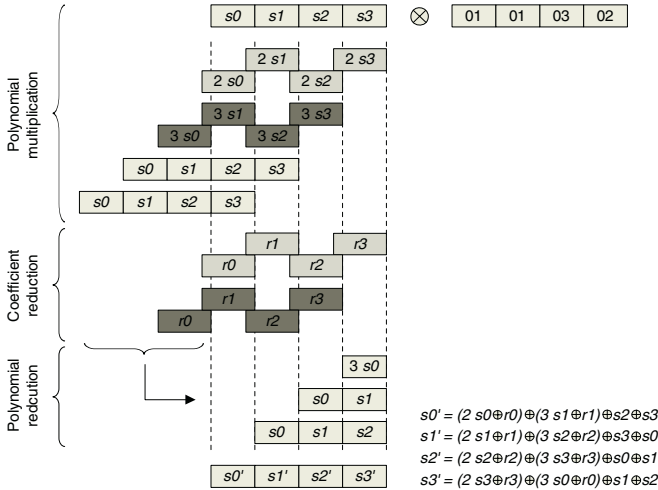 s0 s1 s2 s3 ⊗ 01 01 03 02
Polynomial
multiplication
2 s1 2 s3
2 s0 2 s2
3 s1 3 s3
3 s0 3 s2
s0 s1 s2 s3
s0 s1 s2 s3
Coefficient
reduction
r1 r3
r0 r2
r1 r3
r0 r2
Polynomial
redcution
3 s0
s0 s1
s0 s1 s2
s0' s1' s2' s3'
s0' = (2 s0⊕r0)⊕(3 s1⊕r1)⊕s2⊕s3
s1' = (2 s1⊕r1)⊕(3 s2⊕r2)⊕s3⊕s0
s2' = (2 s2⊕r2)⊕(3 s3⊕r3)⊕s0⊕s1
s3' = (2 s3⊕r3)⊕(3 s0⊕r0)⊕s1⊕s2